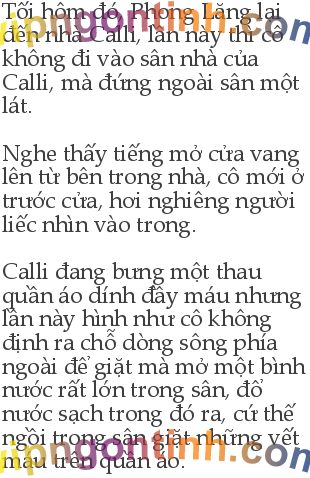 Tối hôm đó, Phong Lăng lại
đến nhà Calli, lần này thì cô
không đi vào sân nhà của
Calli, mà đứng ngoài sân một
lát.
Nghe thấy tiếng mở cửa vang
lên từ bên trong nhà, cô mới ở
trước cửa, hơi nghiêng người
liếc nhìn vào trong.
Calli đang bưng một thau
quần áo dính đầy máu nhưng
lần này hình như cô không
định ra chỗ dòng sông phía
ngoài để giặt mà mở một bình
nước rất lớn trong sân, đổ
nước sạch trong đó ra, cứ thế
ngồi trong sân giặt những vết
máu trên quần áo.
vipngontinh.com
vipngontinh.com